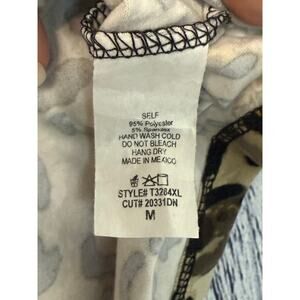 SELF
95% Polyester
5% Spandex
HAND WASH COLD
DO NOT BLEACH
HANG DRY
MADE IN MEXICO
STYLE# T3284XL
CUT# 20331DN
M